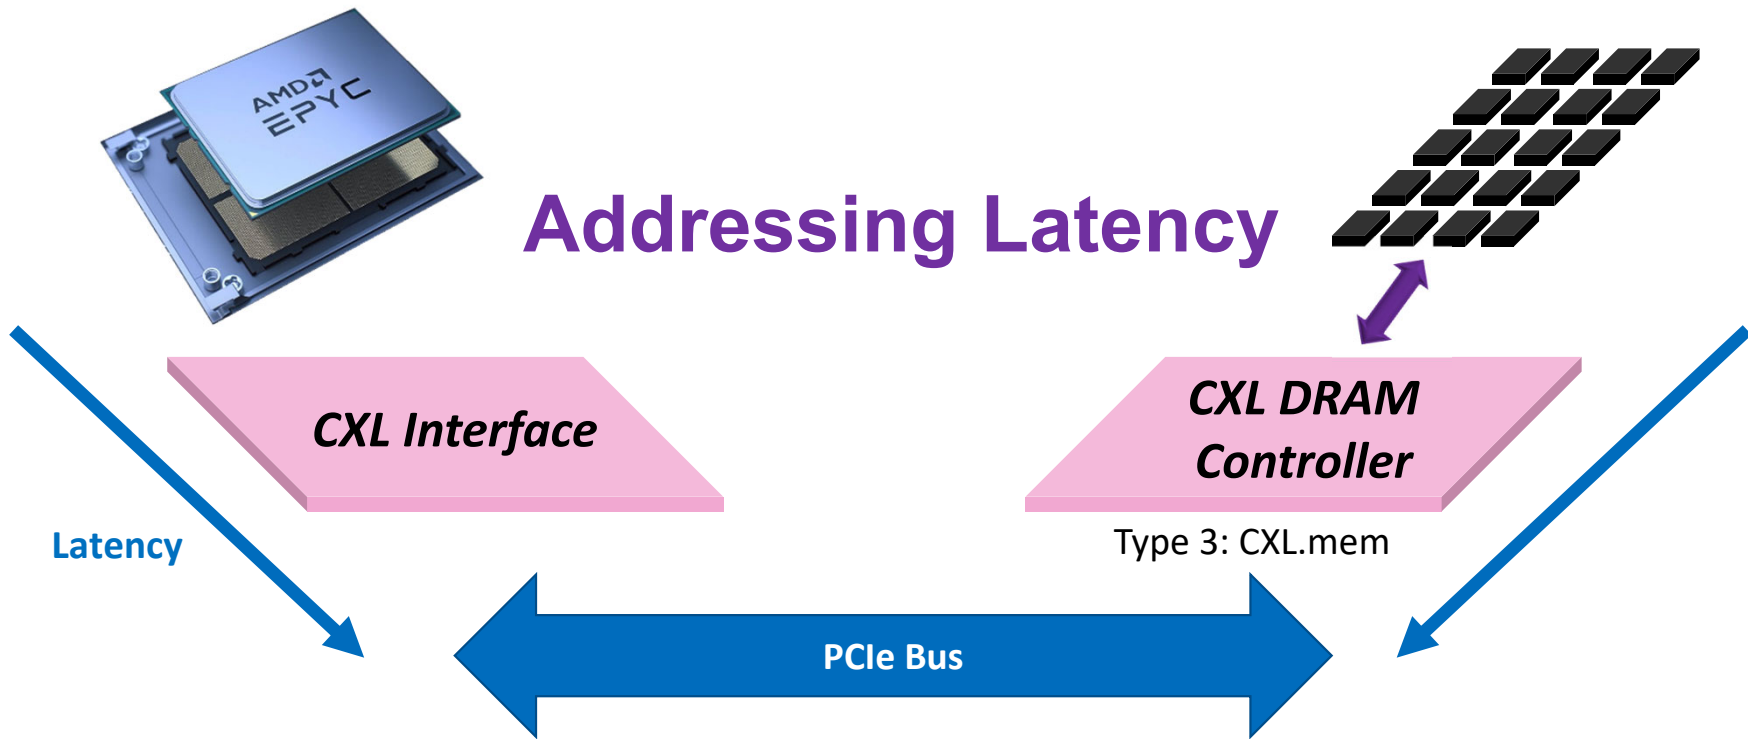 AMD
EPYC
Addressing Latency
CXL Interface
CXL DRAM
Controller
Latency
Type 3: CXL.mem
PCIe Bus